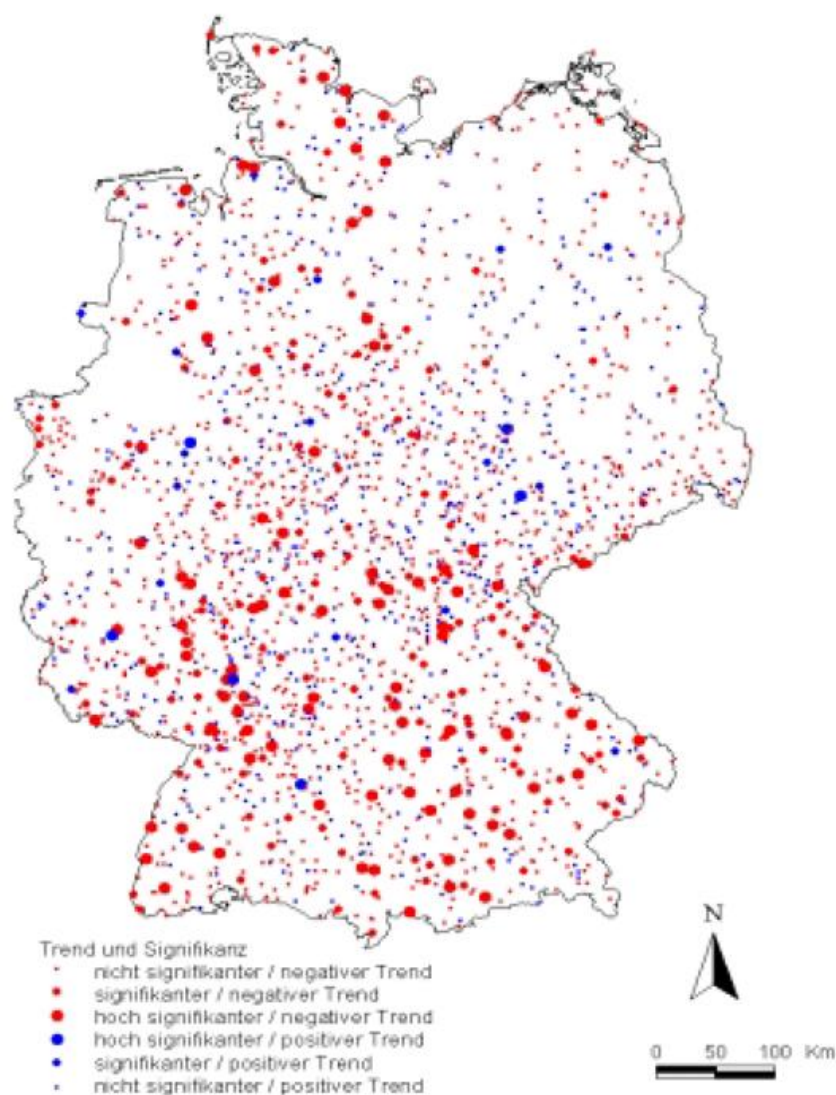 N
Trend und Signifikanz
nicht signifikanter / negativer Trend
signifikanter / negativer Trend
hoch signifikanter / negativer Trend
hoch signifikanter / positiver Trend
signifikanter / positiver Trend
nicht signifikanter / positiver Trend
0 50 100 Km